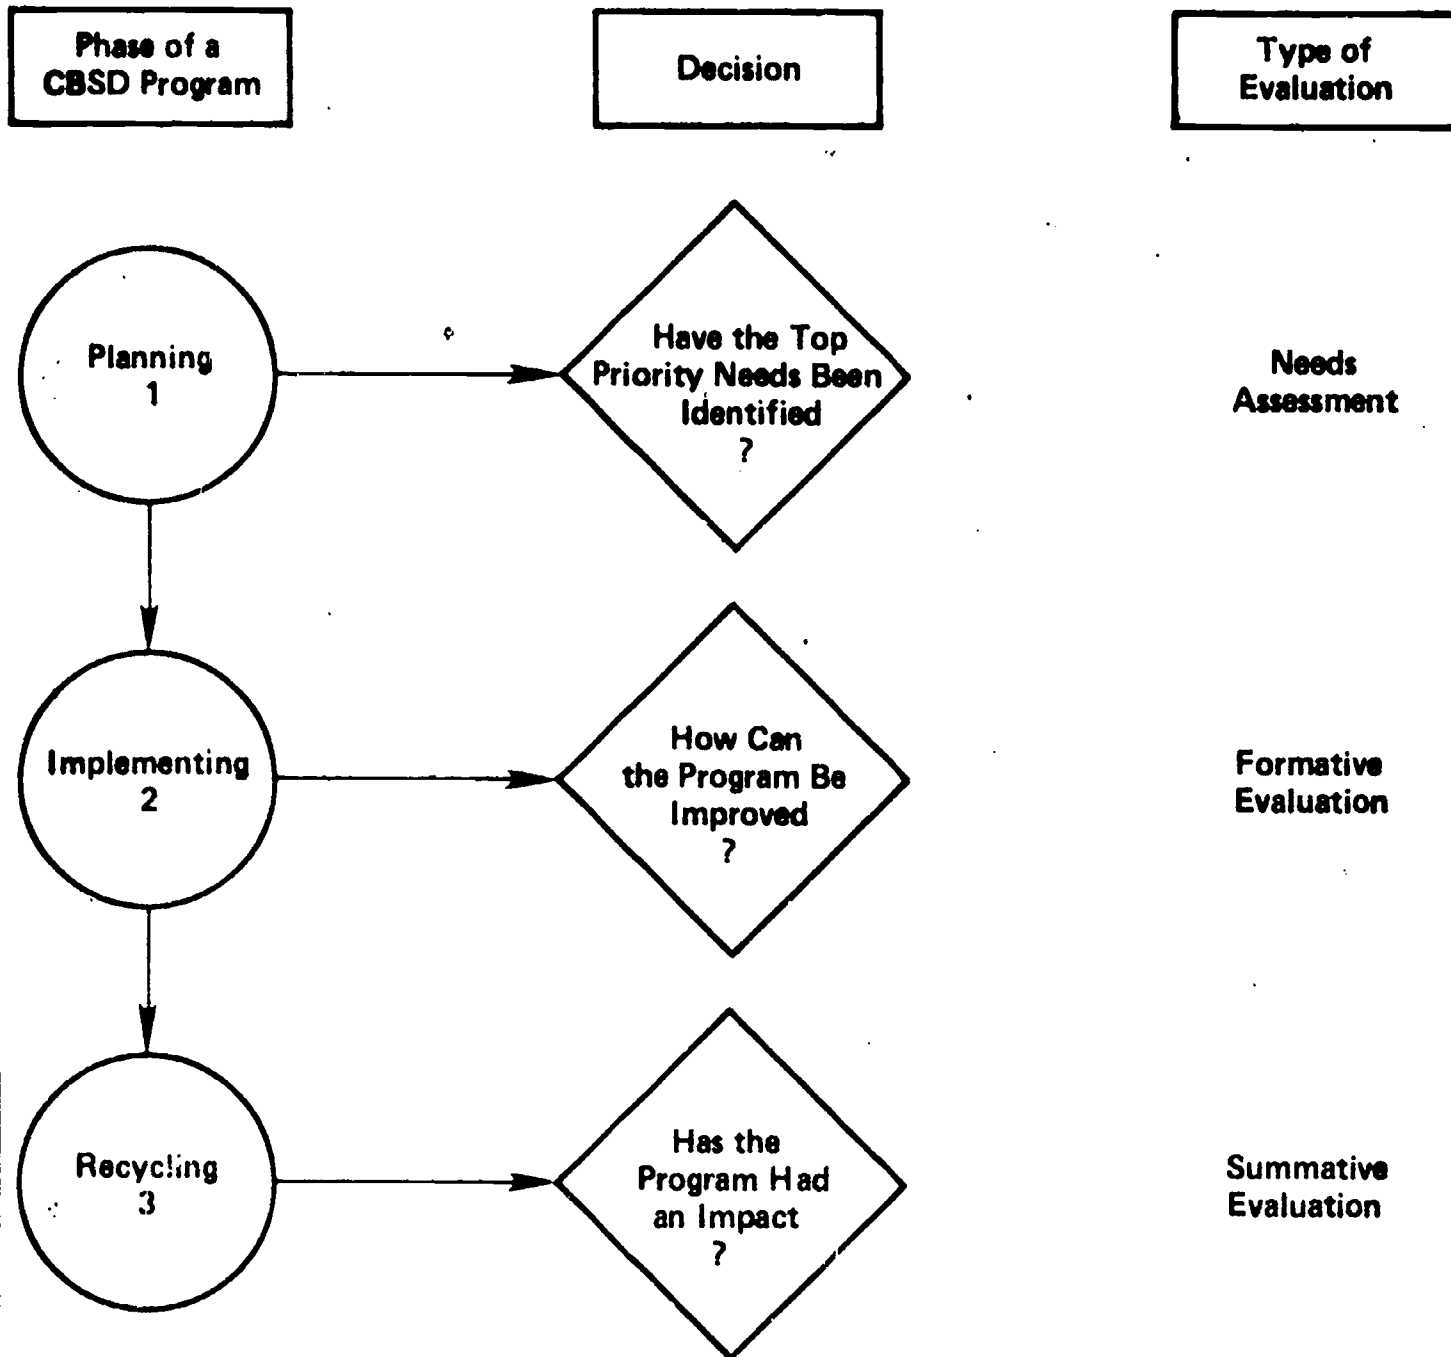 Phase of a
CBSD Program
Decision
Type of
Evaluation
Planning
1
Have the Top
Priority Needs Been
Identified
?
Needs
Assessment
Implementing
2
How Can
the Program Be
Improved
?
Formative
Evaluation
Recycling
3
Has the
Program Had
an Impact
?
Summative
Evaluation